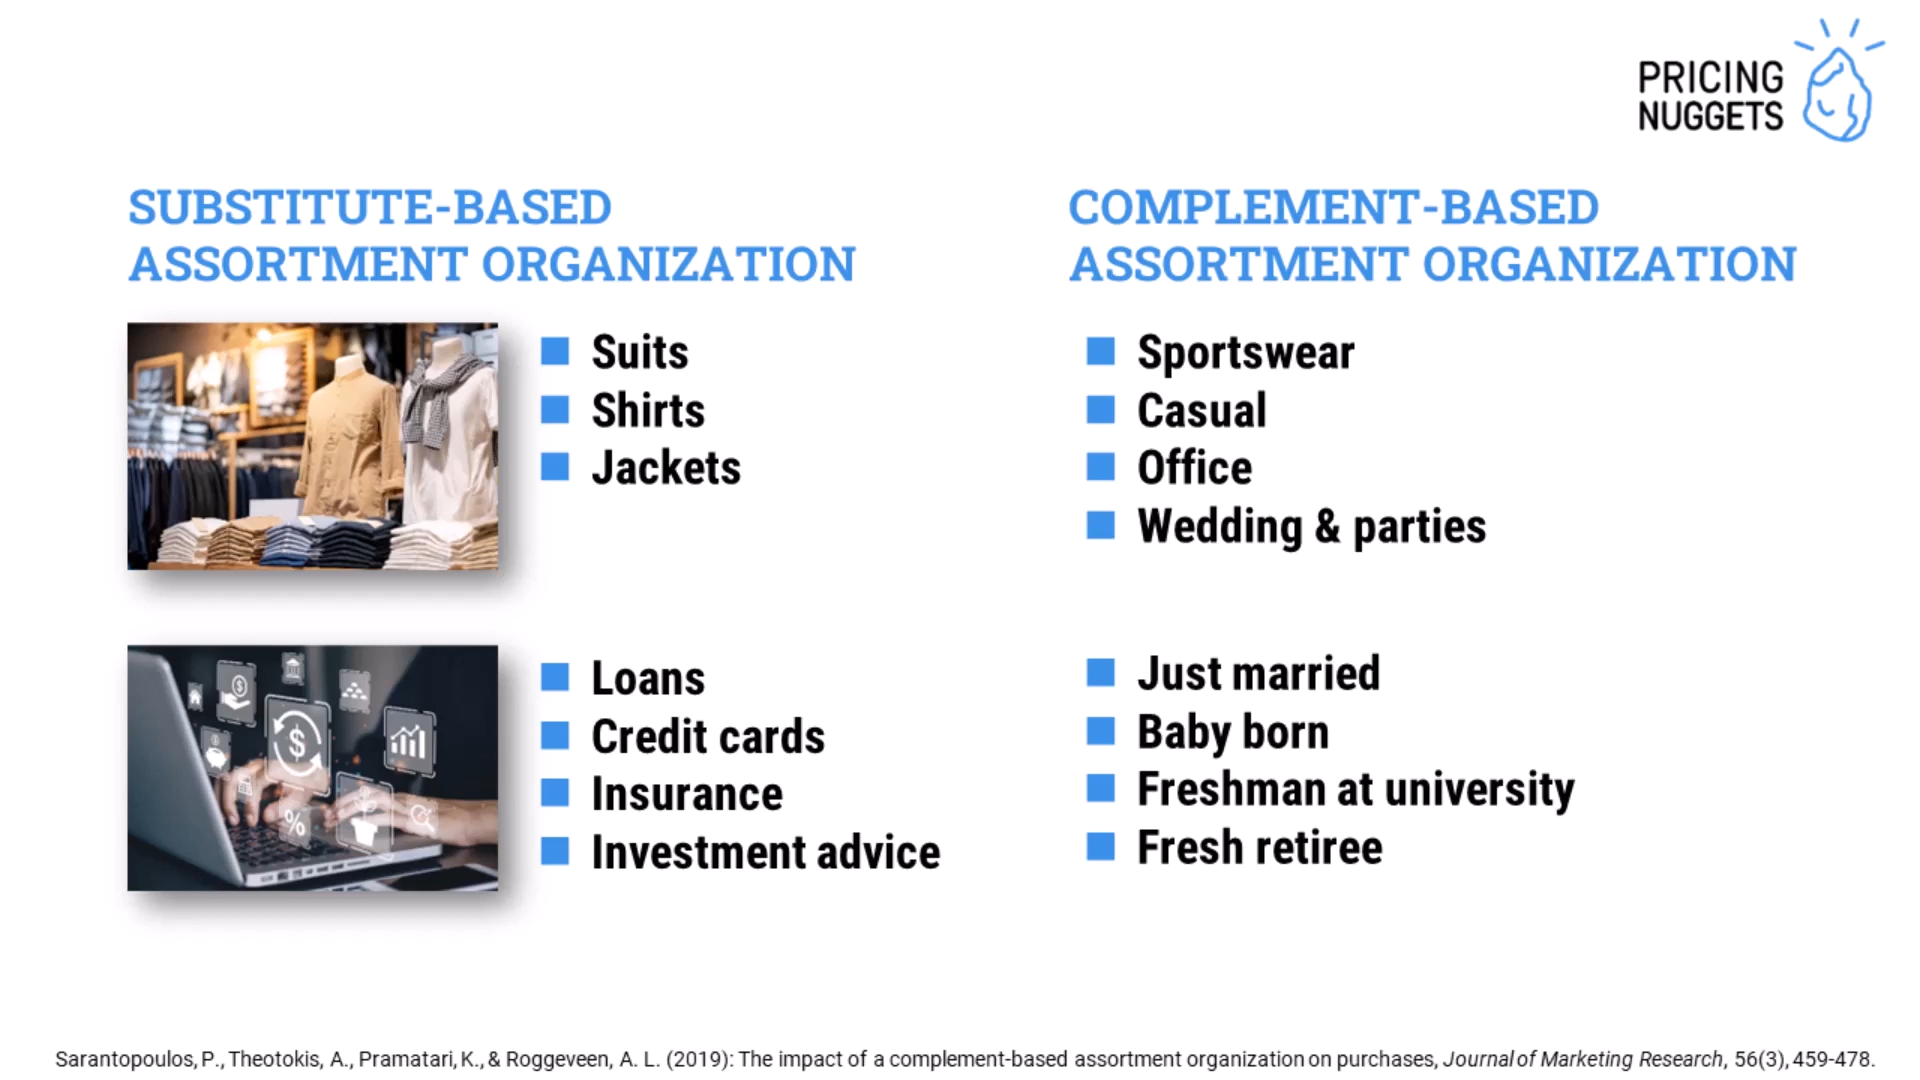 PRICING
NUGGETS
SUBSTITUTE-BASED
ASSORTMENT ORGANIZATION
Suits
Shirts
Jackets
Loans
Credit cards
Insurance
Investment advice
COMPLEMENT-BASED
ASSORTMENT ORGANIZATION
Sportswear
Casual
Office
Wedding & parties
Just married
Baby born
Freshman at university
Fresh retiree
$
$
%
Sarantopoulos, P., Theotokis, A., Pramatari, K., & Roggeveen, A. L. (2019): The impact of a complement-based assortment organization on purchases, Journal of Marketing Research, 56(3), 459-478.